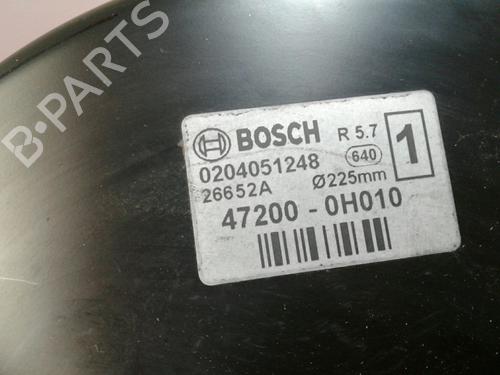 B-PARTS
BOSCH R 5.7 1
0204051248 640
26652A Ø225mm
47200 - 0H010